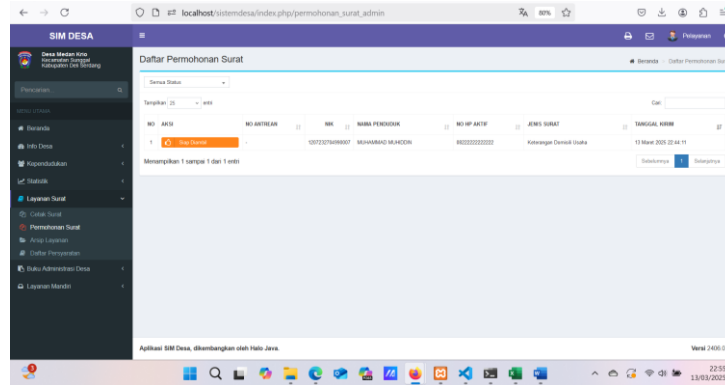 localhost/sistemdesa/index.php/permohonan_surat_admin
80%
SIM DESA
Pelayanan
Desa Medan Krio
Kecamatan Sunggal
Kabupaten Deli Serdang
Daftar Permohonan Surat
Beranda
Daftar Permohonan Sur
Pencarian..
Semua Status
MENU UTAMA
Tampilkan 25 entri
Cari:
Beranda
NO
AKSI
NO ANTREAN
NIK
NAMA PENDUDUK
NO HP AKTIF
JENIS SURAT
TANGGAL KIRIM
Info Desa
1
Siap Diambil
-
MUHAMMAD MUHIDDIN
Keterangan Domisili Usaha
13 Maret 2025 22:44:11
Kependudukan
Menampilkan 1 sampai 1 dari 1 entri
Sebelumnya
1
Selanjutnya
Statistik
Layanan Surat
Cetak Surat
Permohonan Surat
Arsip Layanan
Daftar Persyaratan
Buku Administrasi Desa
Layanan Mandiri
Aplikasi SIM Desa, dikembangkan oleh Halo Java.
Versi 2406.0
22:51
13/03/2025